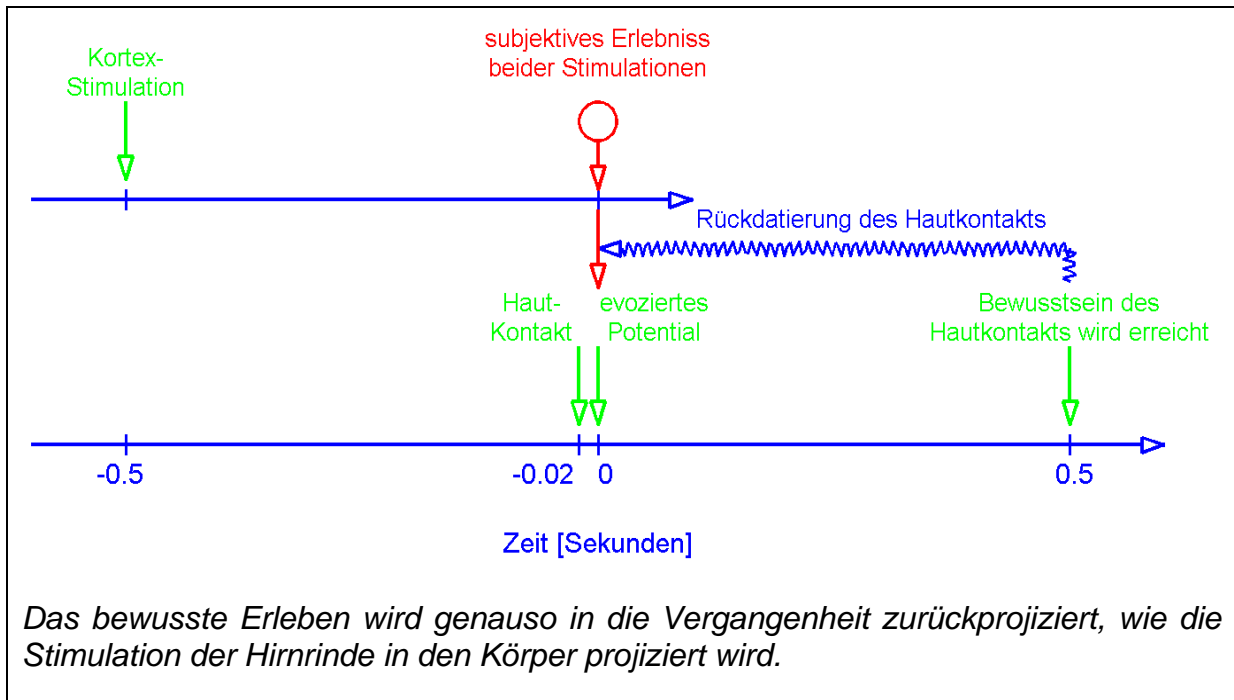 Kortex-
Stimulation
subjektives Erlebniss
beider Stimulationen
Rückdatierung des Hautkontakts
Haut-
Kontakt
evoziertes
Potential
Bewusstsein des
Hautkontakts wird erreicht
-0.5
-0.02
0
0.5
Zeit [Sekunden]
Das bewusste Erleben wird genauso in die Vergangenheit zurückprojiziert, wie die
Stimulation der Hirnrinde in den Körper projiziert wird.